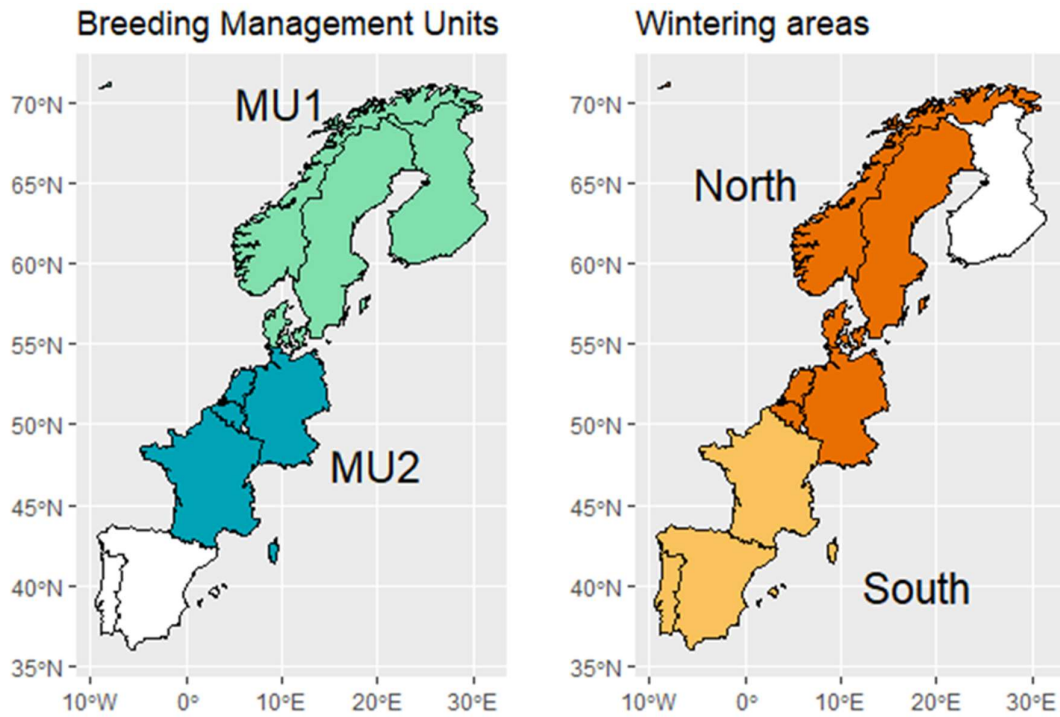 Breeding Management Units
Wintering areas
MU1
MU2
70°N
65°N
60°N
55°N
50°N
45°N
40°N
35°N
10°W 0° 10°E 20°E 30°E
North
South
70°N
65°N
60°N
55°N
50°N
45°N
40°N
35°N
10°W 0° 10°E 20°E 30°E